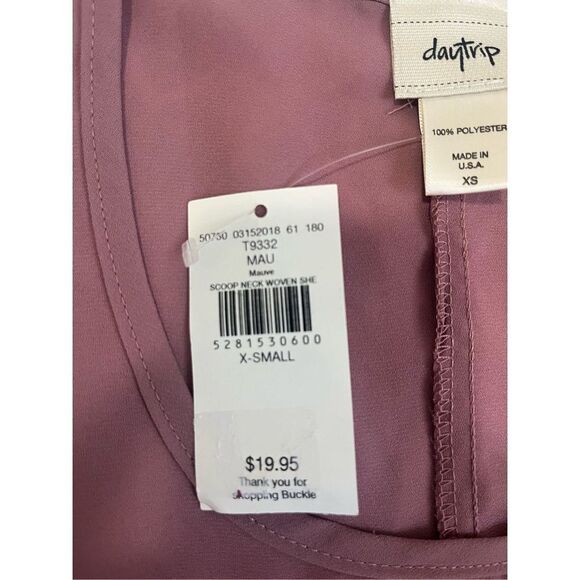 daytrip
100% POLYESTER
MADE IN
U.S.A.
XS
50730 03152018 61 180
T9332
MAU
Mauve
SCOOP NECK WOVEN SHE
5281530600
X-SMALL
$19.95
Thank you for
shopping Buckle